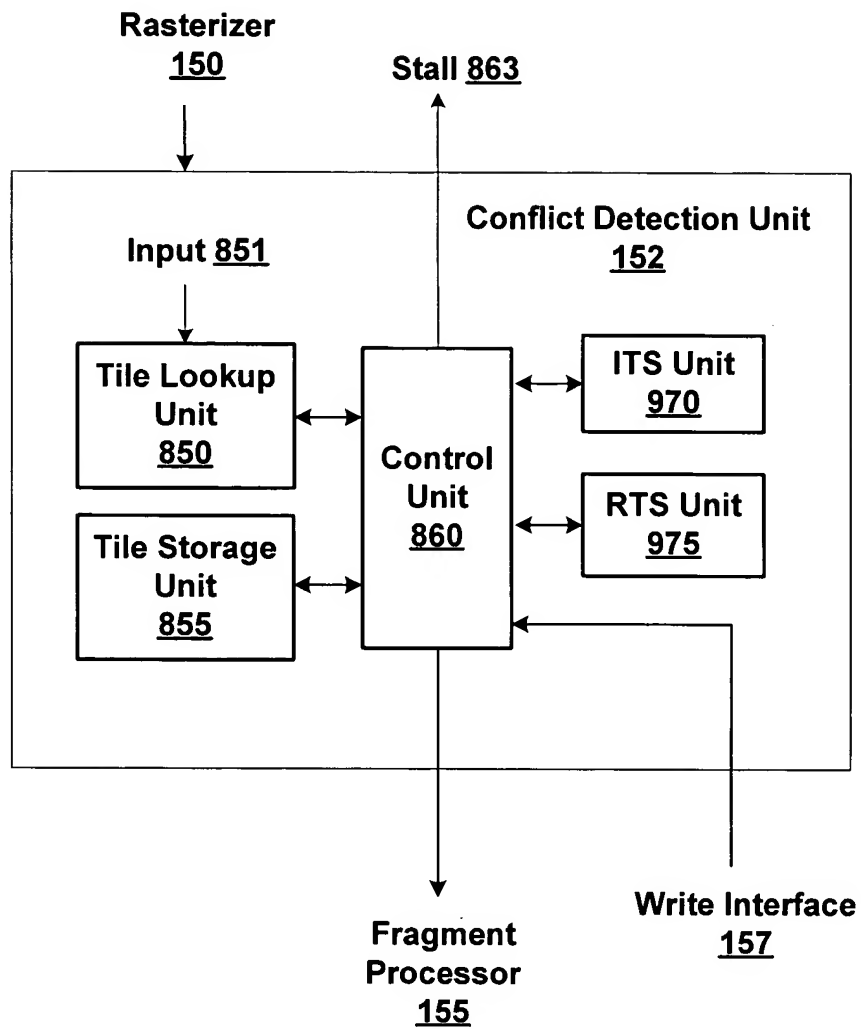 Rasterizer
150
Stall 863
Conflict Detection Unit
152
Input 851
Tile Lookup
Unit
850
Tile Storage
Unit
855
Control
Unit
860
ITS Unit
970
RTS Unit
975
Fragment
Processor
155
Write Interface
157